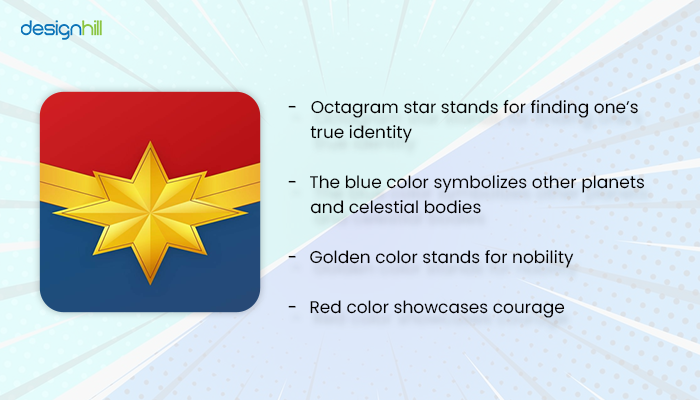 designhill
- Octagram star stands for finding one’s
true identity
- The blue color symbolizes other planets
and celestial bodies
- Golden color stands for nobility
- Red color showcases courage